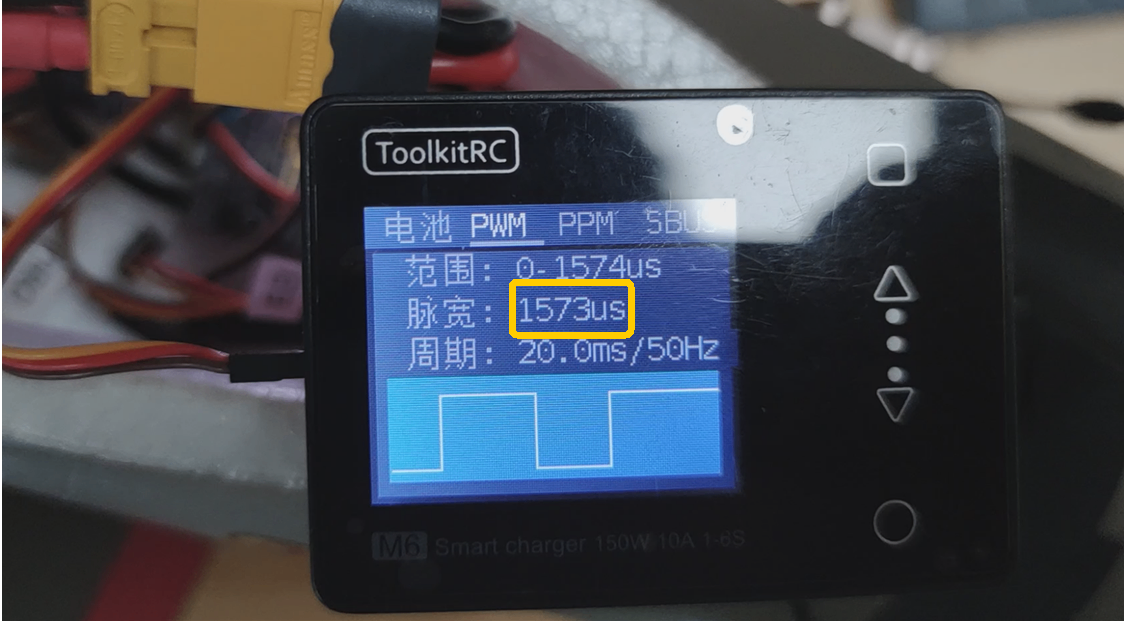 ToolkitRC
电池 PWM PPM SBUS
范围: 0-1574us
脉宽: 1573us
周期: 20.0ms/50Hz
M6 Smart charger 150W 10A 1-6S